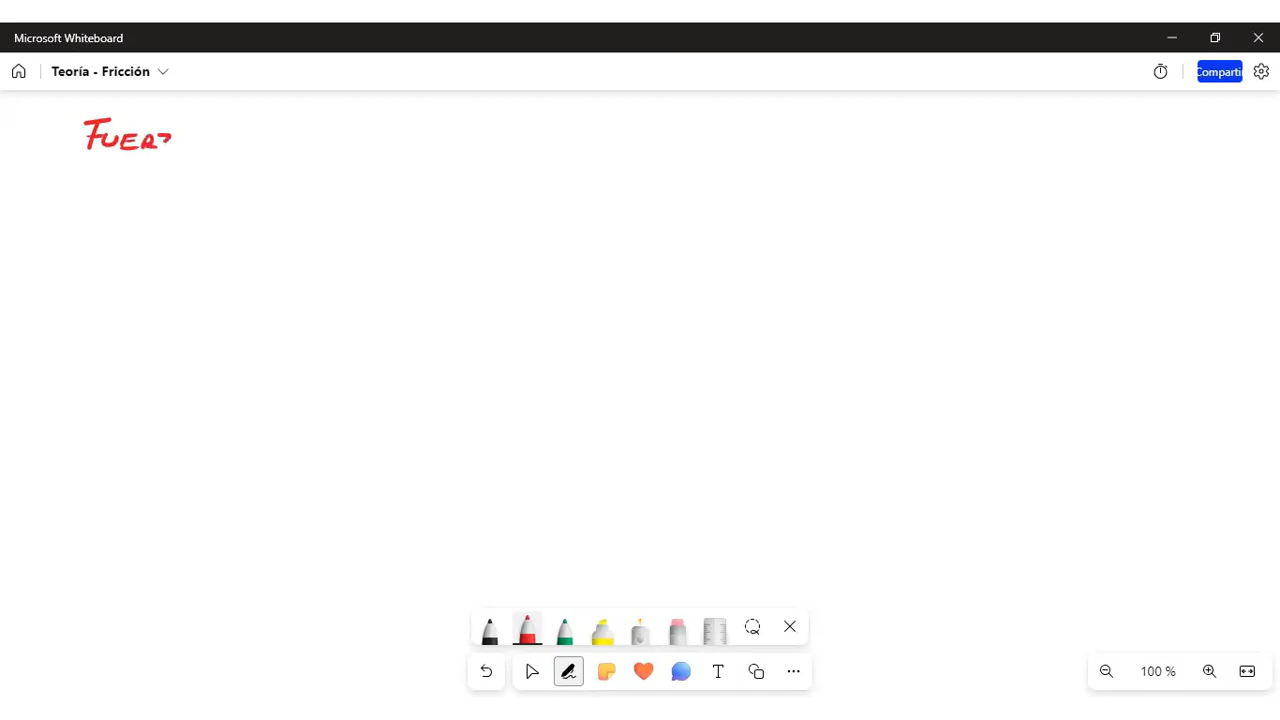 Microsoft Whiteboard
Teoría - Fricción
Comparti
FUERZ
100 %